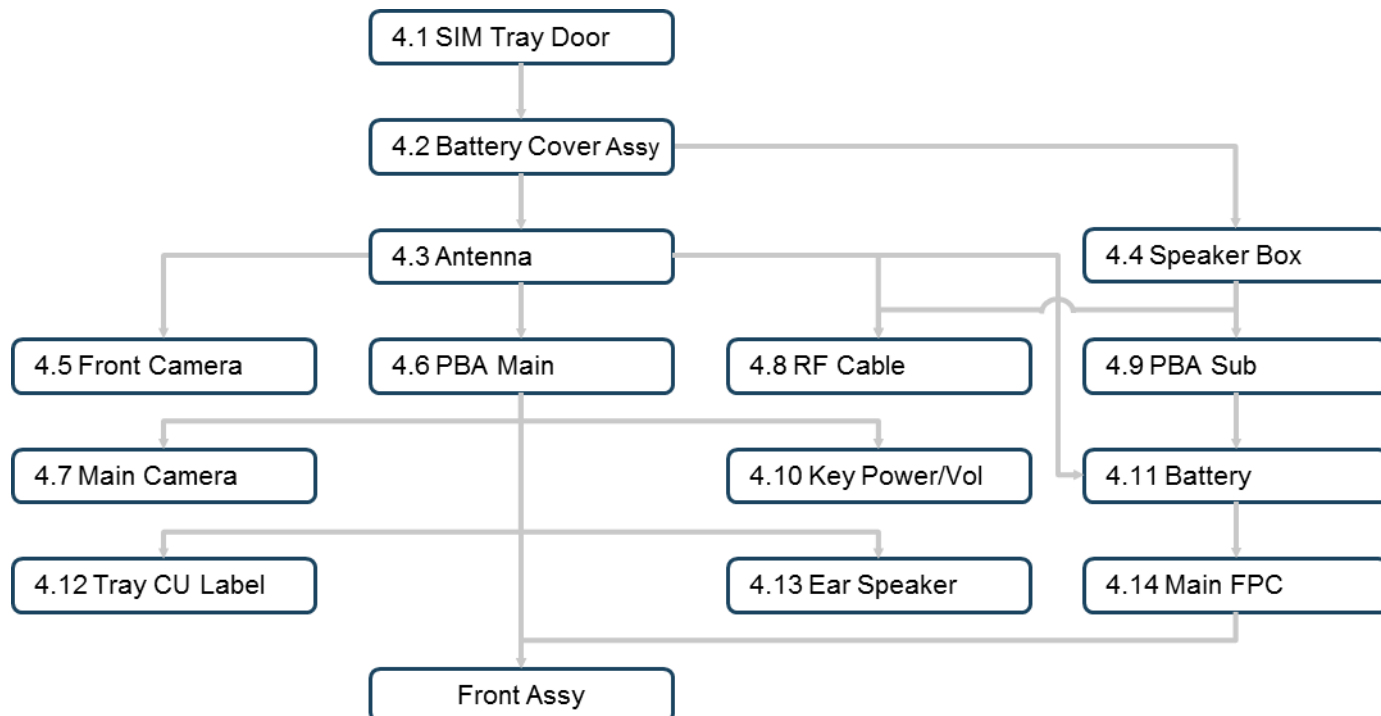 4.1 SIM Tray Door
4.2 Battery Cover Assy
4.3 Antenna
4.4 Speaker Box
4.5 Front Camera
4.6 PBA Main
4.8 RF Cable
4.9 PBA Sub
4.7 Main Camera
4.10 Key Power/Vol
4.11 Battery
4.12 Tray CU Label
4.13 Ear Speaker
4.14 Main FPC
Front Assy